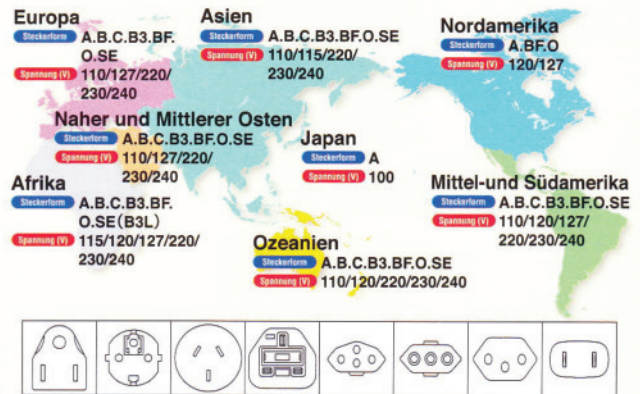 Europa
Steckerform A.B.C.B3.BF.
O.SE
Spannung (V) 110/127/220/
230/240
Asien
Steckerform A.B.C.B3.BF.O.SE
Spannung (V) 110/115/220/
230/240
Nordamerika
Steckerform A.BF.O
Spannung (V) 120/127
Naher und Mittlerer Osten
Steckerform A.B.C.B3.BF.O.SE
Spannung (V) 110/127/220/
230/240
Japan
Steckerform A
Spannung (V) 100
Afrika
Steckerform A.B.C.B3.BF.
O.SE(B3L)
Spannung (V) 115/120/127/220/
230/240
Mittel-und Südamerika
Steckerform A.B.C.B3.BF.O.SE
Spannung (V) 110/120/127/
220/230/240
Ozeanien
Steckerform A.B.C.B3.BF.O.SE
Spannung (V) 110/120/220/230/240